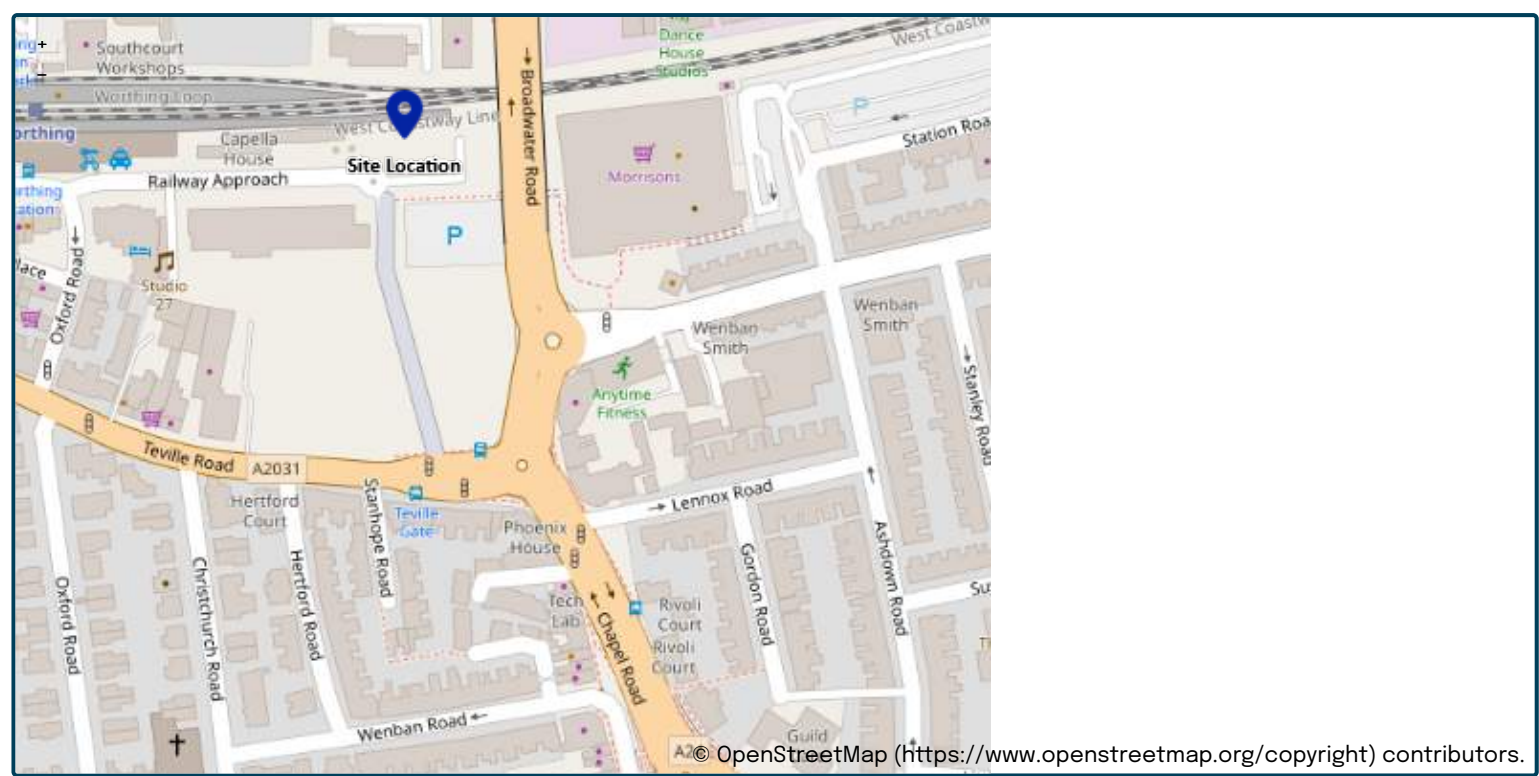 +
−
Southcourt
Workshops
Worthing Loop
orthing
Capella
House
West Coastway Line
Site Location
Railway Approach
Broadwater Road
Dance
House
Studios
West Coastw
P
Station Roa
Morrisons
P
Oxford Road
lace
Studio
27
Wenban
Smith
Wenban
Smith
Anytime
Fitness
Stanley Road
Teville Road
A2031
Hertford
Court
Stanhope Road
Teville
Gate
Phoenix
House
Lennox Road
Oxford Road
Christchurch Road
Hertford Road
Tech
Lab
Chapel Road
Rivoli
Court
Rivoli
Court
Gordon Road
Ashdown Road
Su
Wenban Road
Guild
A2
© OpenStreetMap (https://www.openstreetmap.org/copyright) contributors.